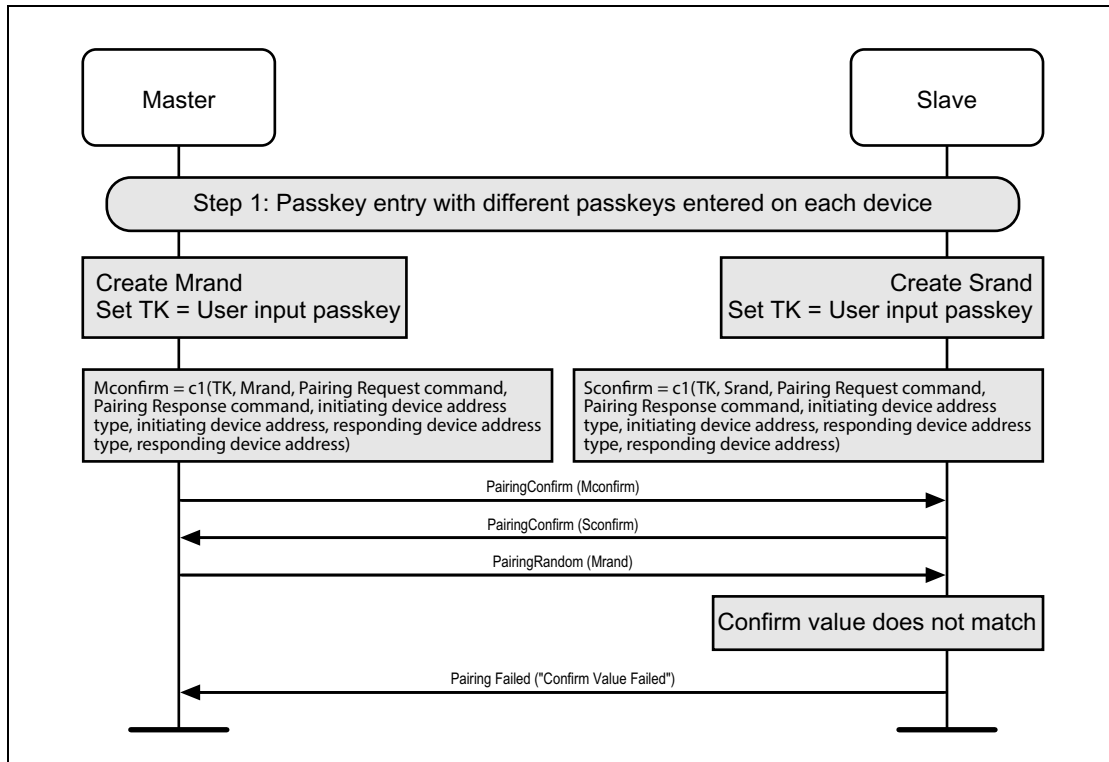 Master
Slave
Step 1: Passkey entry with different passkeys entered on each device
Create Mrand
Set TK = User input passkey
Create Srand
Set TK = User input passkey
Mconfirm = c1(TK, Mrand, Pairing Request command,
Pairing Response command, initiating device address
type, initiating device address, responding device address
type, responding device address)
Sconfirm = c1(TK, Srand, Pairing Request command,
Pairing Response command, initiating device address
type, initiating device address, responding device address
type, responding device address)
PairingConfirm (Mconfirm)
PairingConfirm (Sconfirm)
PairingRandom (Mrand)
Confirm value does not match
Pairing Failed ("Confirm Value Failed")